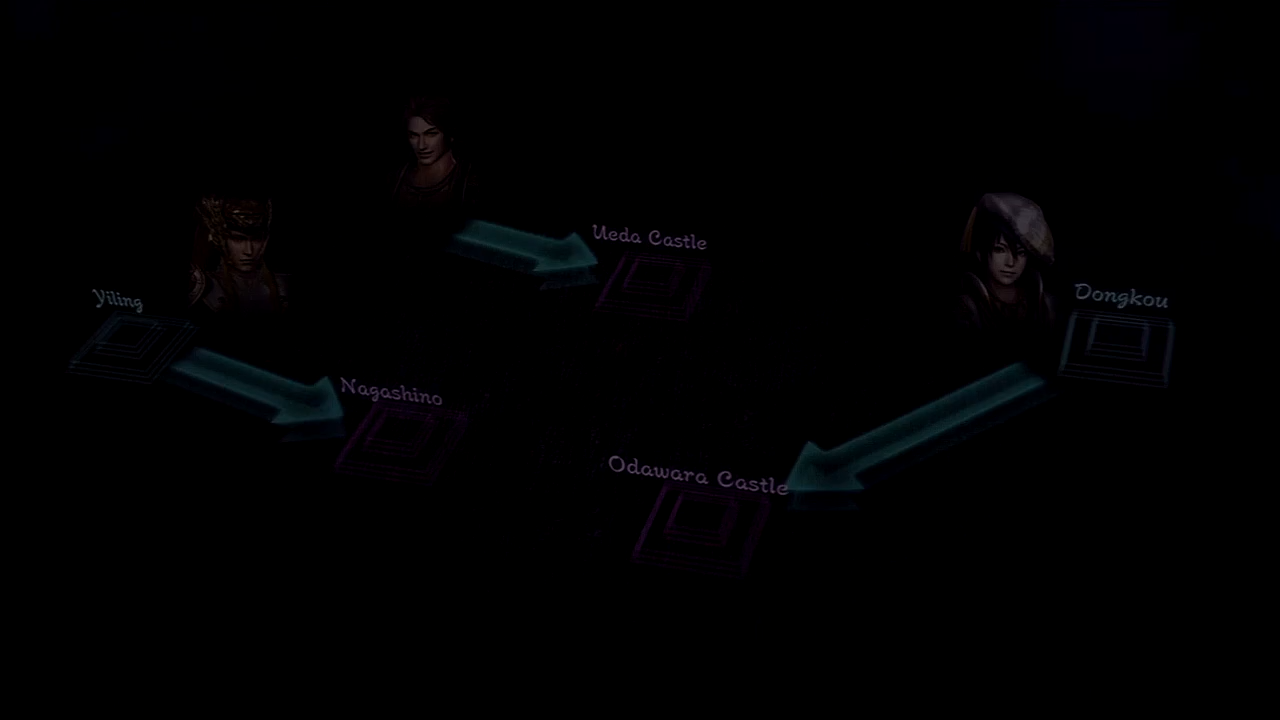 Ueda Castle
Yiling
Dongkou
Nagashino
Odawara Castle